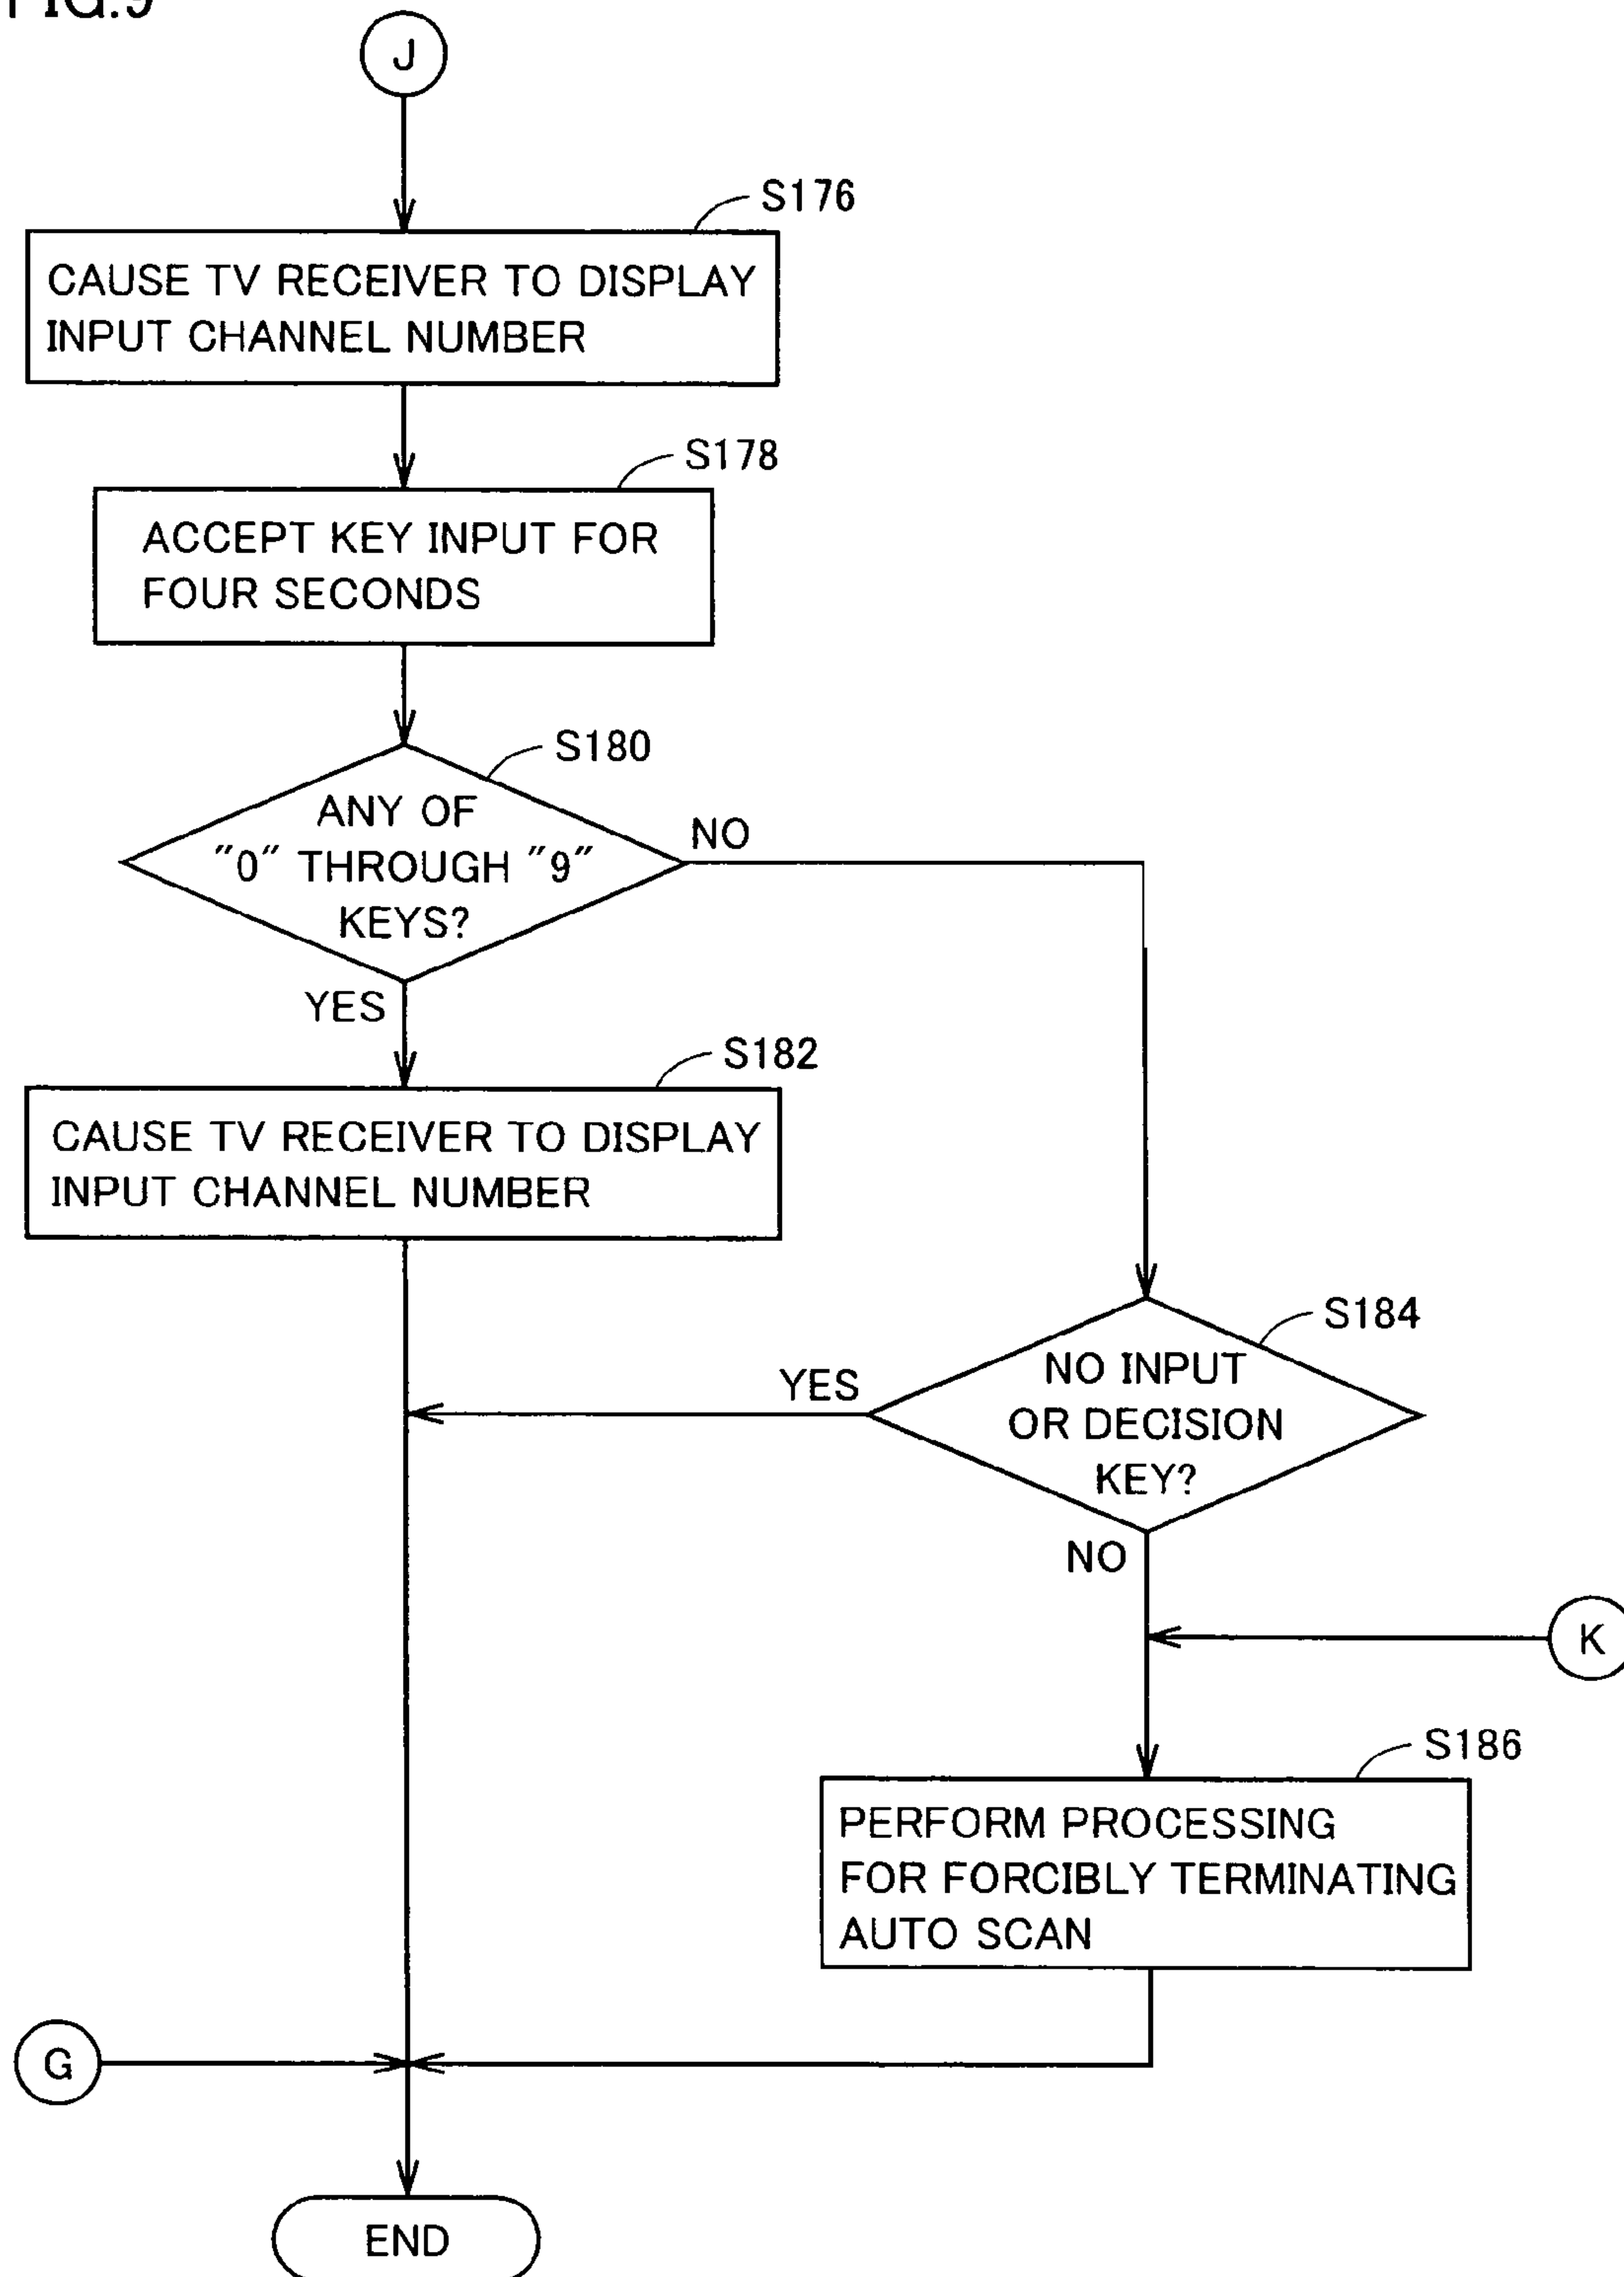 FIG.9
J
S176
CAUSE TV RECEIVER TO DISPLAY
INPUT CHANNEL NUMBER
S178
ACCEPT KEY INPUT FOR
FOUR SECONDS
S180
ANY OF
"0" THROUGH "9"
KEYS?
NO
YES
S182
CAUSE TV RECEIVER TO DISPLAY
INPUT CHANNEL NUMBER
S184
NO INPUT
OR DECISION
KEY?
YES
NO
K
S186
PERFORM PROCESSING
FOR FORCIBLY TERMINATING
AUTO SCAN
G
END